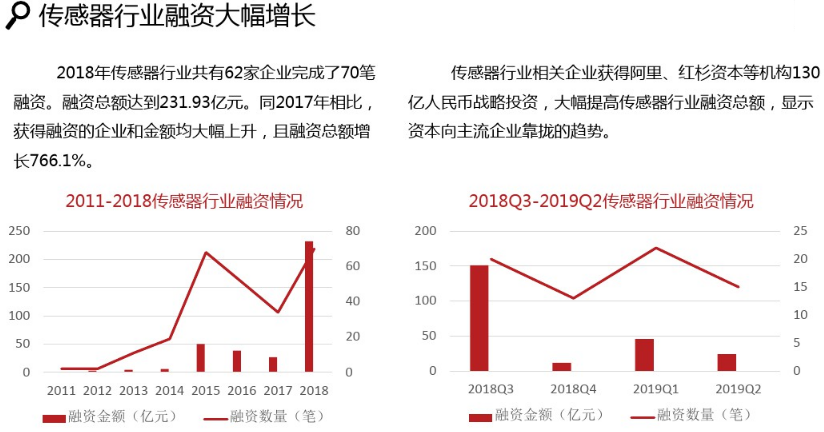 传感器行业融资大幅增长
2018年传感器行业共有62家企业完成了70笔
融资。融资总额达到231.93亿元。同2017年相比，
获得融资的企业和金额均大幅上升，且融资总额增
长766.1%。
传感器行业相关企业获得阿里、红杉资本等机构130
亿人民币战略投资，大幅提高传感器行业融资总额，显示
资本向主流企业靠拢的趋势。
2011-2018传感器行业融资情况
250
200
150
100
50
0
80
60
40
20
0
2011 2012 2013 2014 2015 2016 2017 2018
融资金额（亿元） 融资数量（笔）
2018Q3-2019Q2传感器行业融资情况
200
150
100
50
0
25
20
15
10
5
0
2018Q3 2018Q4 2019Q1 2019Q2
融资金额（亿元） 融资数量（笔）